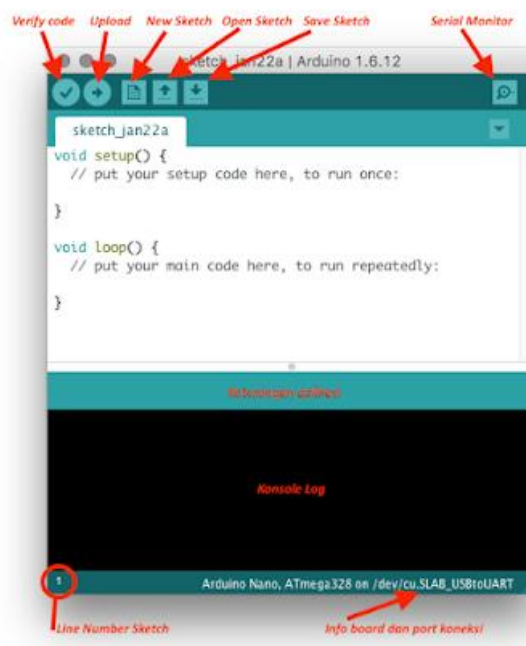 Verify code Upload New Sketch Open Sketch Save Sketch Serial Monitor
sketch_jan22a | Arduino 1.6.12
sketch_jan22a
void setup() {
// put your setup code here, to run once:
}
void loop() {
// put your main code here, to run repeatedly:
}
Keterangan aplikasi
Konsole Log
1 Arduino Nano, ATmega328 on /dev/cu.SLAB_USBtoUART
Line Number Sketch Info board dan port koneksi